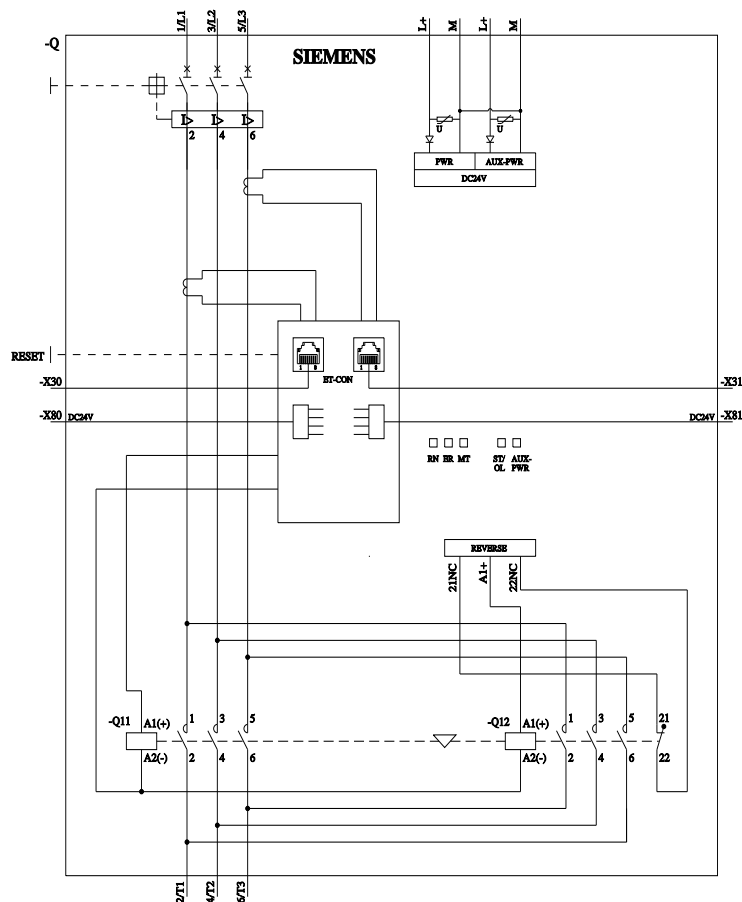 1/L1
3/L2
5/L3
L+
M
L+
M
-Q
SIEMENS
I>
I>
I>
2
4
6
U
U
PWR
AUX-PWR
DC24V
RESET
1 8
1 8
ET-CON
-X30
-X31
-X80 DC24V
DC24V -X81
RN ER MT ST/OL AUX-PWR
REVERSE
21NC
A1+
22NC
-Q11 A1(+) 1 3 5
-Q12 A1(+) 1 3 5 21
A2(-) 2 4 6
A2(-) 2 4 6 22
2/T1
4/T2
6/T3